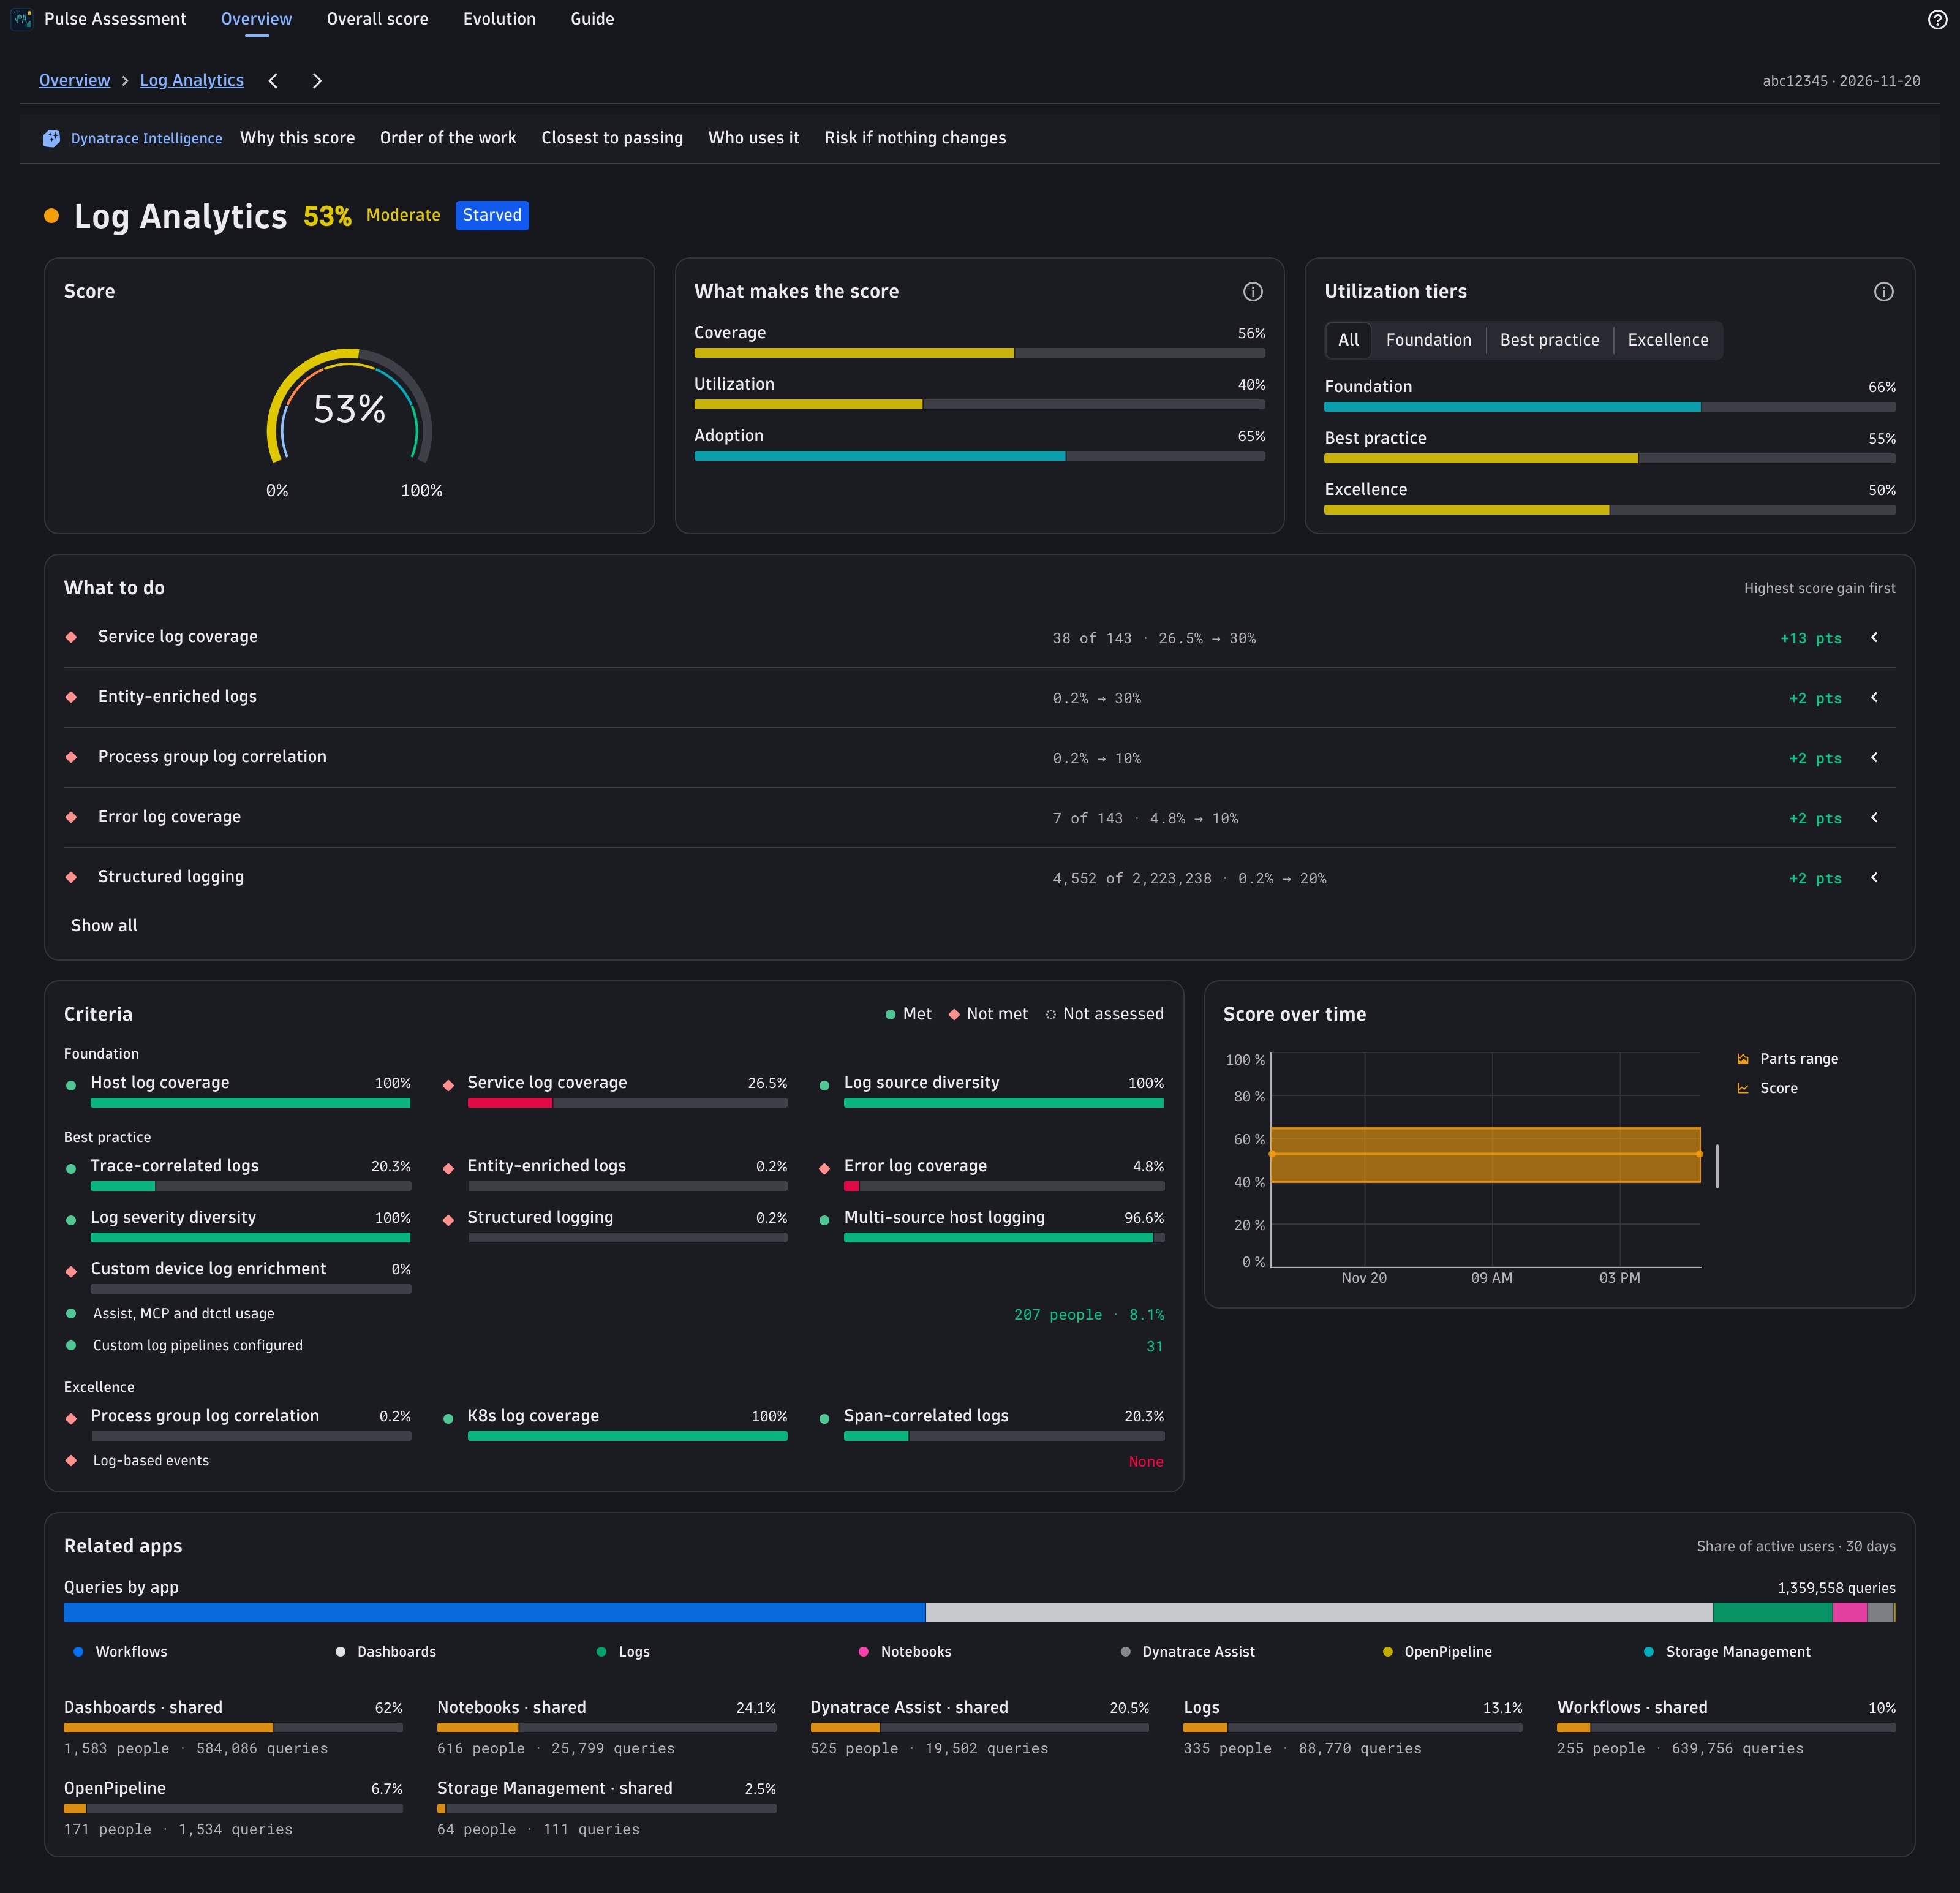 Pulse Assessment Overview Overall score Evolution Guide
Overview > Log Analytics
abc12345 · 2026-11-20
Dynatrace Intelligence Why this score Order of the work Closest to passing Who uses it Risk if nothing changes
Log Analytics 53% Moderate Starved
Score
53%
0% 100%
What makes the score
Coverage 56%
Utilization 40%
Adoption 65%
Utilization tiers
All Foundation Best practice Excellence
Foundation 66%
Best practice 55%
Excellence 50%
What to do Highest score gain first
Service log coverage 38 of 143 · 26.5% → 30% +13 pts
Entity-enriched logs 0.2% → 30% +2 pts
Process group log correlation 0.2% → 10% +2 pts
Error log coverage 7 of 143 · 4.8% → 10% +2 pts
Structured logging 4,552 of 2,223,238 · 0.2% → 20% +2 pts
Show all
Criteria Met Not met Not assessed
Foundation
Host log coverage 100% Service log coverage 26.5% Log source diversity 100%
Best practice
Trace-correlated logs 20.3% Entity-enriched logs 0.2% Error log coverage 4.8%
Log severity diversity 100% Structured logging 0.2% Multi-source host logging 96.6%
Custom device log enrichment 0%
Assist, MCP and dtctl usage 207 people · 8.1%
Custom log pipelines configured 31
Excellence
Process group log correlation 0.2% K8s log coverage 100% Span-correlated logs 20.3%
Log-based events None
Score over time
100 %
80 %
60 %
40 %
20 %
0 %
Nov 20 09 AM 03 PM
Parts range
Score
Related apps Share of active users · 30 days
Queries by app 1,359,558 queries
Workflows Dashboards Logs Notebooks Dynatrace Assist OpenPipeline Storage Management
Dashboards · shared 62% Notebooks · shared 24.1% Dynatrace Assist · shared 20.5% Logs 13.1% Workflows · shared 10%
1,583 people · 584,086 queries 616 people · 25,799 queries 525 people · 19,502 queries 335 people · 88,770 queries 255 people · 639,756 queries
OpenPipeline 6.7% Storage Management · shared 2.5%
171 people · 1,534 queries 64 people · 111 queries